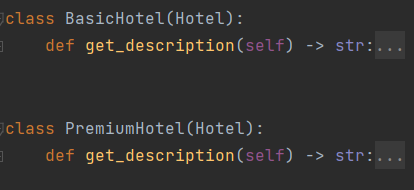 class BasicHotel(Hotel):
    def get_description(self) -> str:...
class PremiumHotel(Hotel):
    def get_description(self) -> str:...